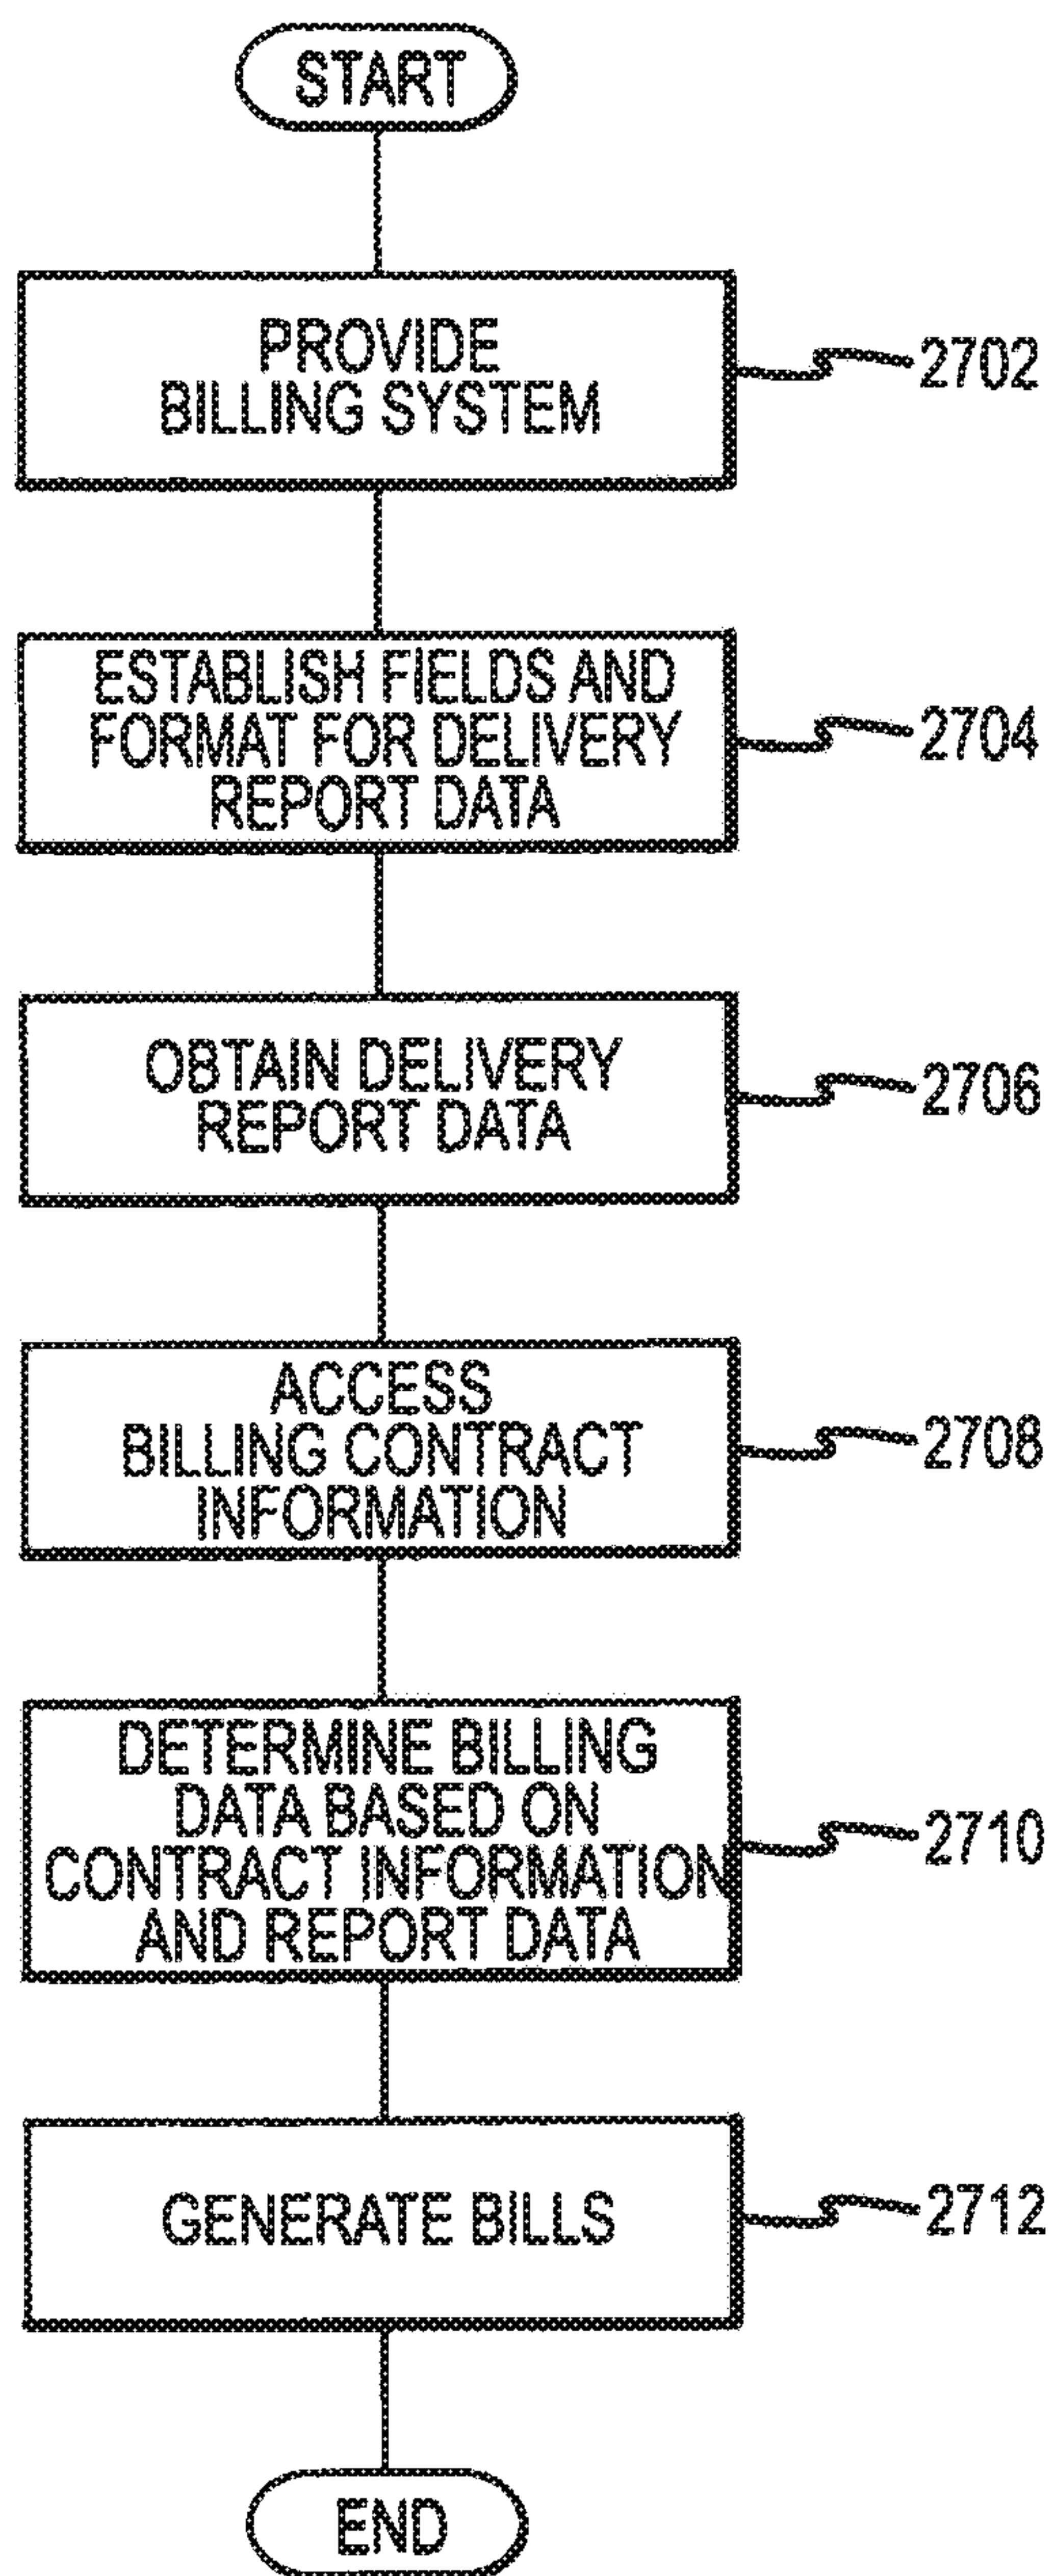 START
PROVIDE
BILLING SYSTEM
2702
ESTABLISH FIELDS AND
FORMAT FOR DELIVERY
REPORT DATA
2704
OBTAIN DELIVERY
REPORT DATA
2706
ACCESS
BILLING CONTRACT
INFORMATION
2708
DETERMINE BILLING
DATA BASED ON
CONTRACT INFORMATION
AND REPORT DATA
2710
GENERATE BILLS
2712
END